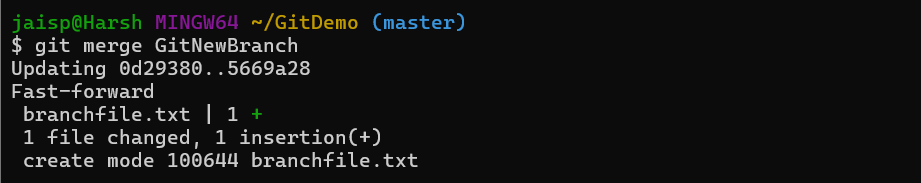 jaisp@Harsh MINGW64 ~/GitDemo (master)
$ git merge GitNewBranch
Updating 0d29380..5669a28
Fast-forward
 branchfile.txt | 1 +
 1 file changed, 1 insertion(+)
 create mode 100644 branchfile.txt